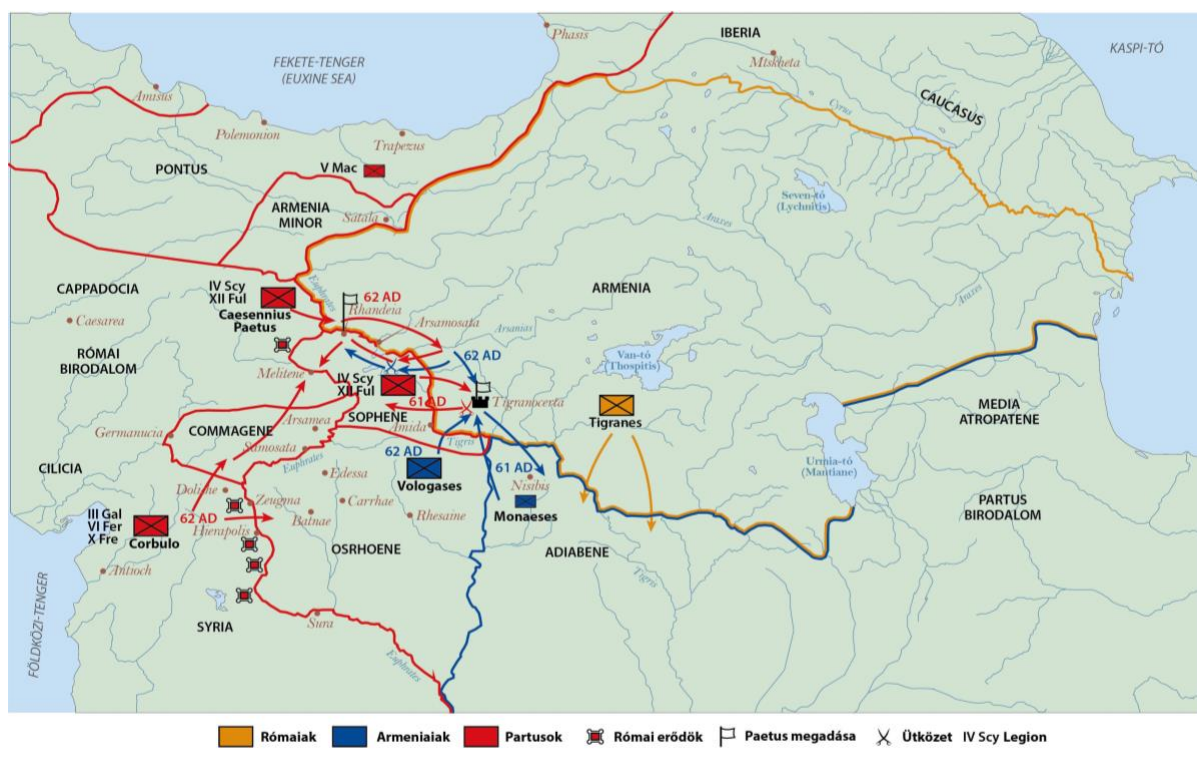 Phasis
IBERIA
Mtskheta
KASPI-TÓ
FEKETE-TENGER
(EUXINE SEA)
Amisus
Polemonion
Trapezus
Cyrus
CAUCASUS
PONTUS
V Mac
ARMENIA
MINOR
Satala
Seven-tó
(Lychnitis)
Araxes
CAPPADOCIA
IV Scy
XII Ful
Caesennius
Paetus
Euphrates
62 AD
Rhandeia
ARMENIA
Araxes
Caesarea
Arsamosata
Arsanias
RÓMAI
BIRODALOM
Melitene
62 AD
Van-tó
(Thospitis)
IV Scy
XII Ful
61 AD
Tigranocerta
Tigranes
MEDIA
ATROPATENE
Germanucia
COMMAGENE
Arsamea
SOPHENE
Amida
Tigris
CILICIA
Samosata
Euphrates
62 AD
Vologases
61 AD
Nisibis
Monaeses
Urmia-tó
(Mantiane)
Edessa
Doliche
Zeugma
Carrhae
Batnae
Rhesaine
PARTUS
BIRODALOM
III Gal
VI Fer
X Fre
Corbulo
62 AD
Hierapolis
OSRHOENE
ADIABENE
Antioch
Tigris
FÖLDKÖZI-TENGER
SYRIA
Sura
Euphrates
Rómaiak
Armeniaiak
Partusok
Római erődök
Paetus megadása
Ütközet
IV Scy Legion